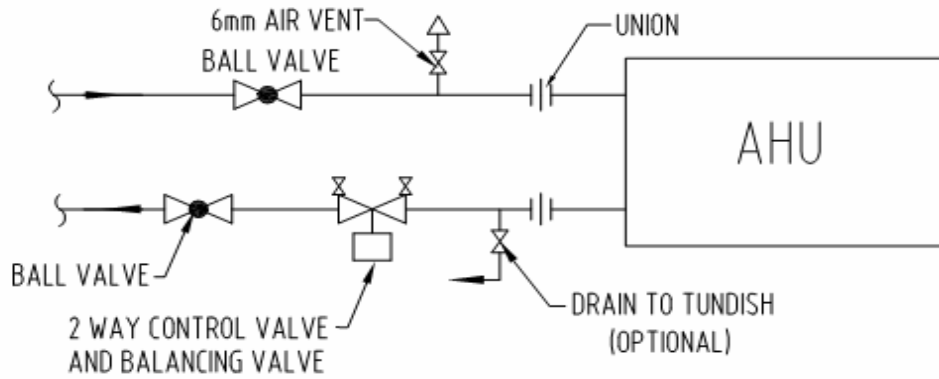 6mm AIR VENT
BALL VALVE
UNION
AHU
BALL VALVE
2 WAY CONTROL VALVE
AND BALANCING VALVE
DRAIN TO TUNDISH
(OPTIONAL)